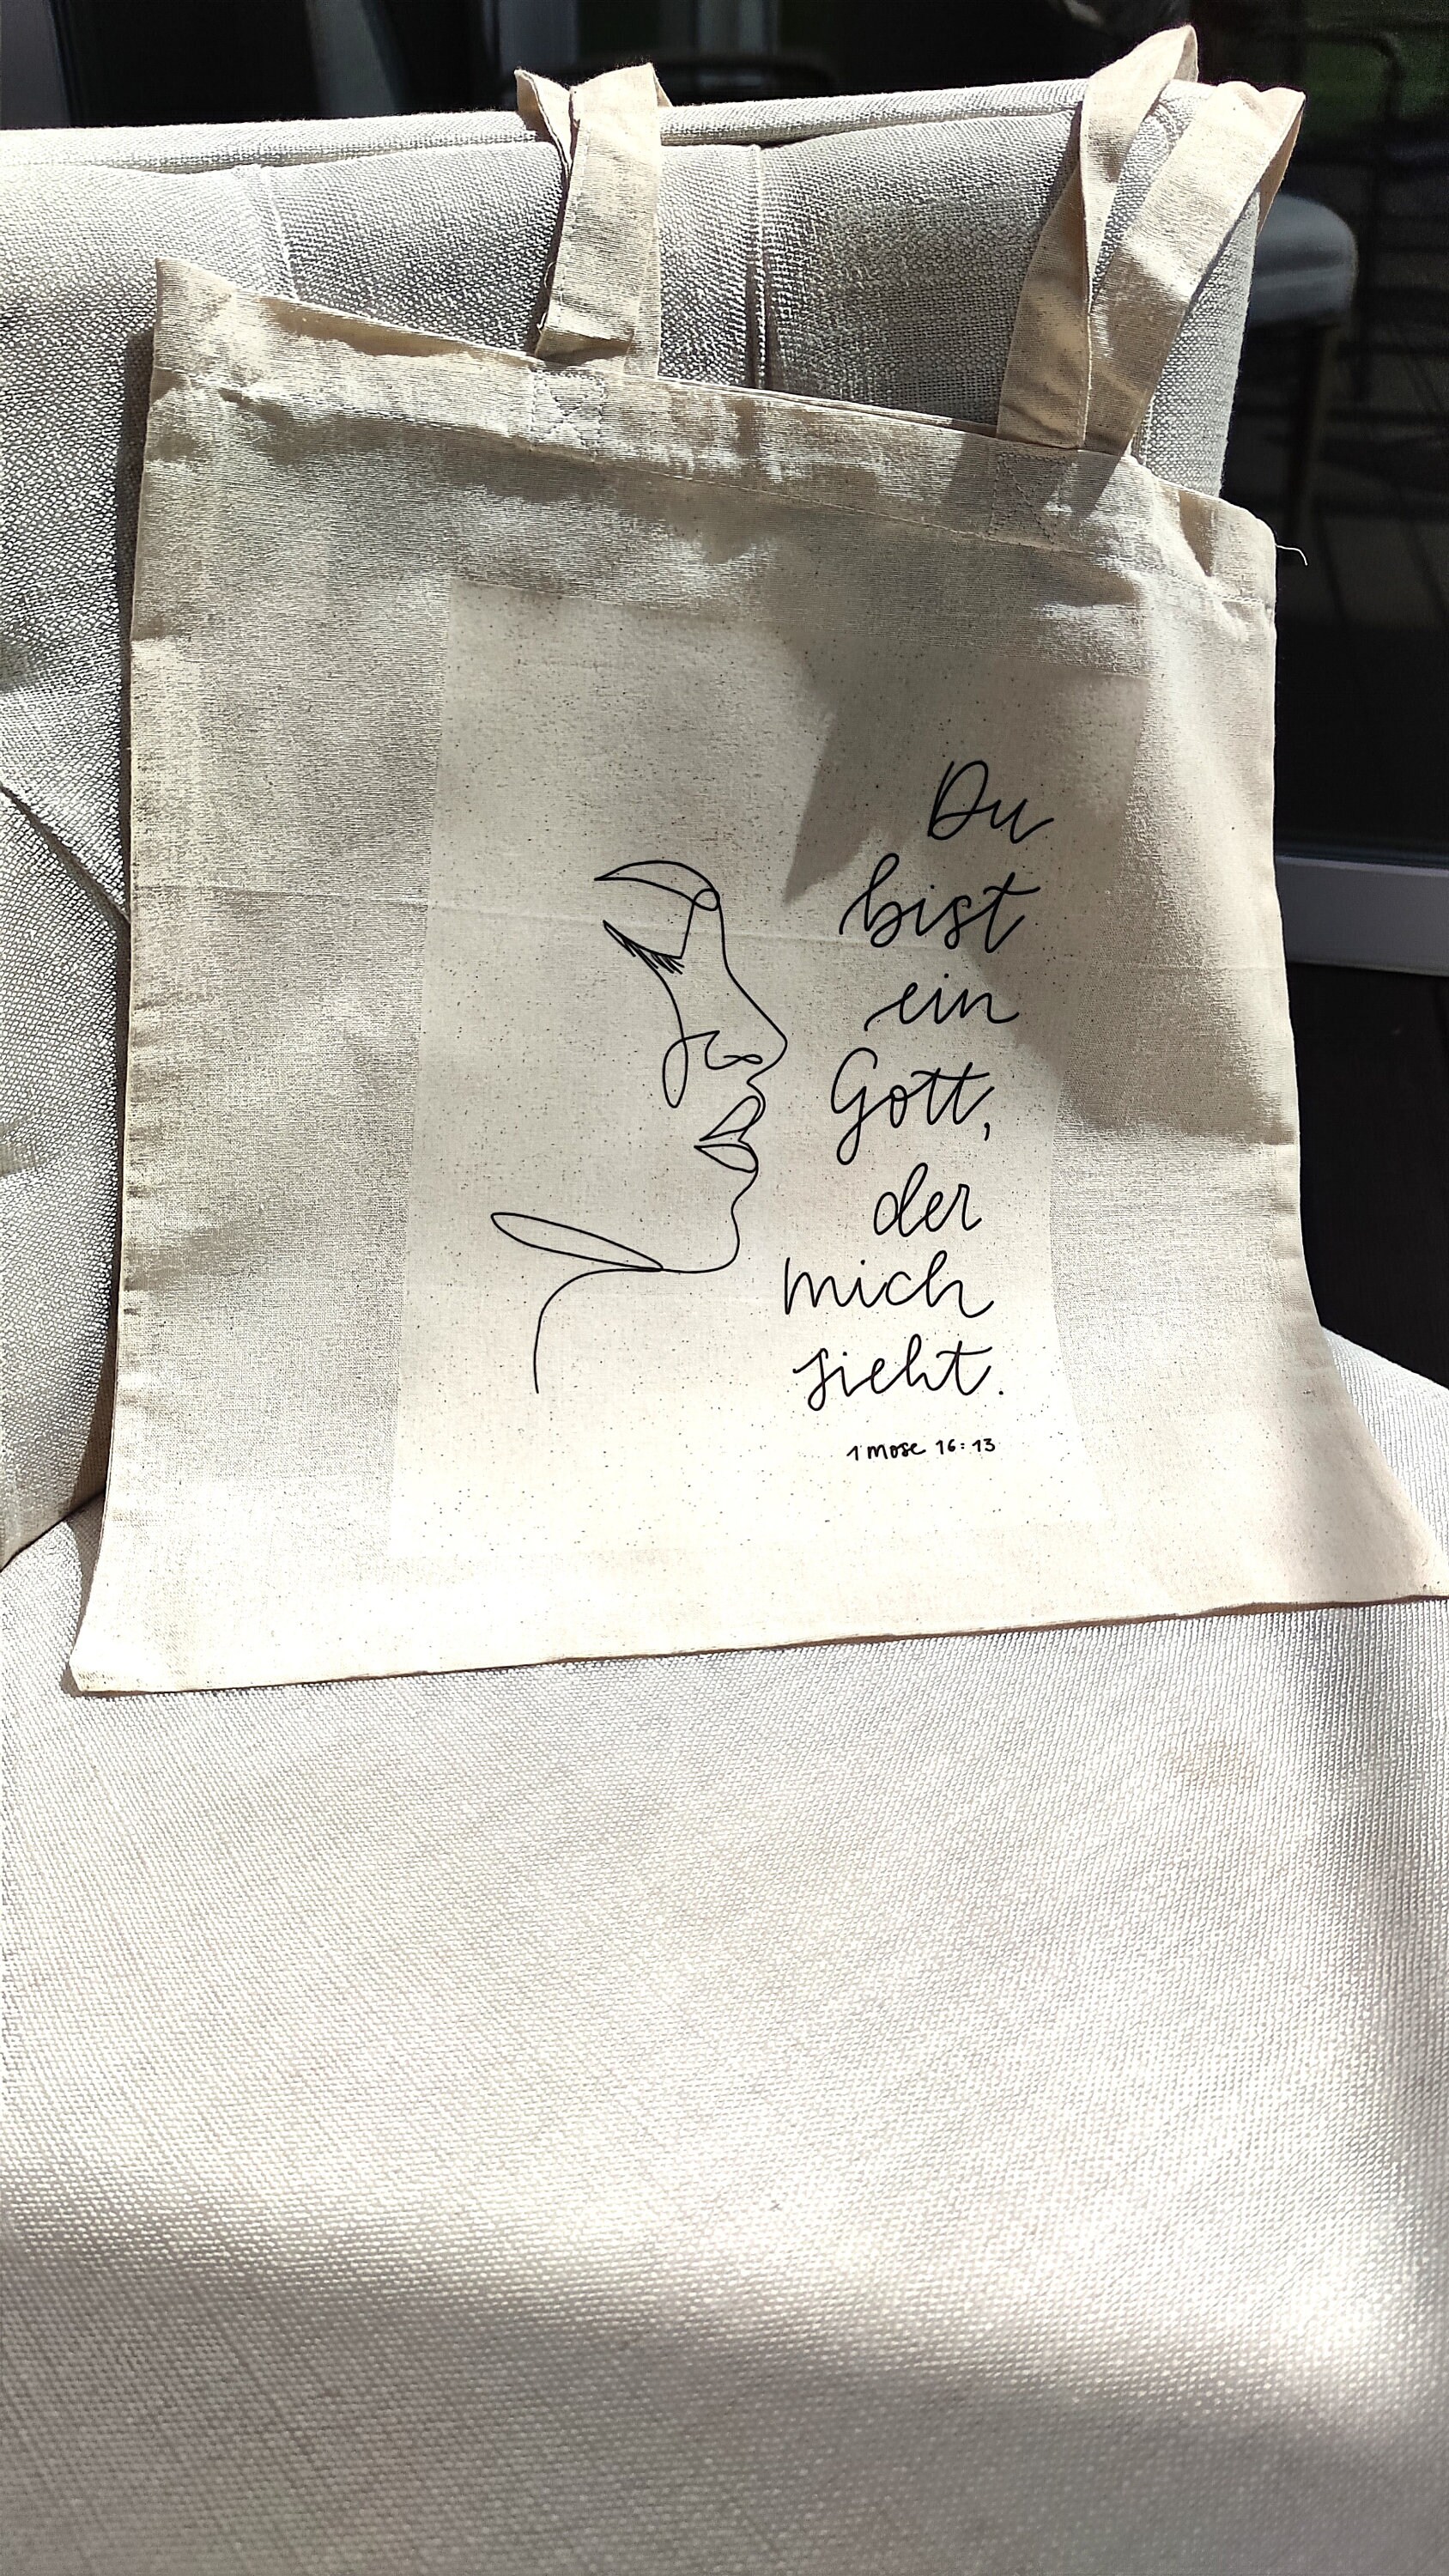 Du
bist
ein
Gott,
der
mich
sieht.
1 Mose 16:13